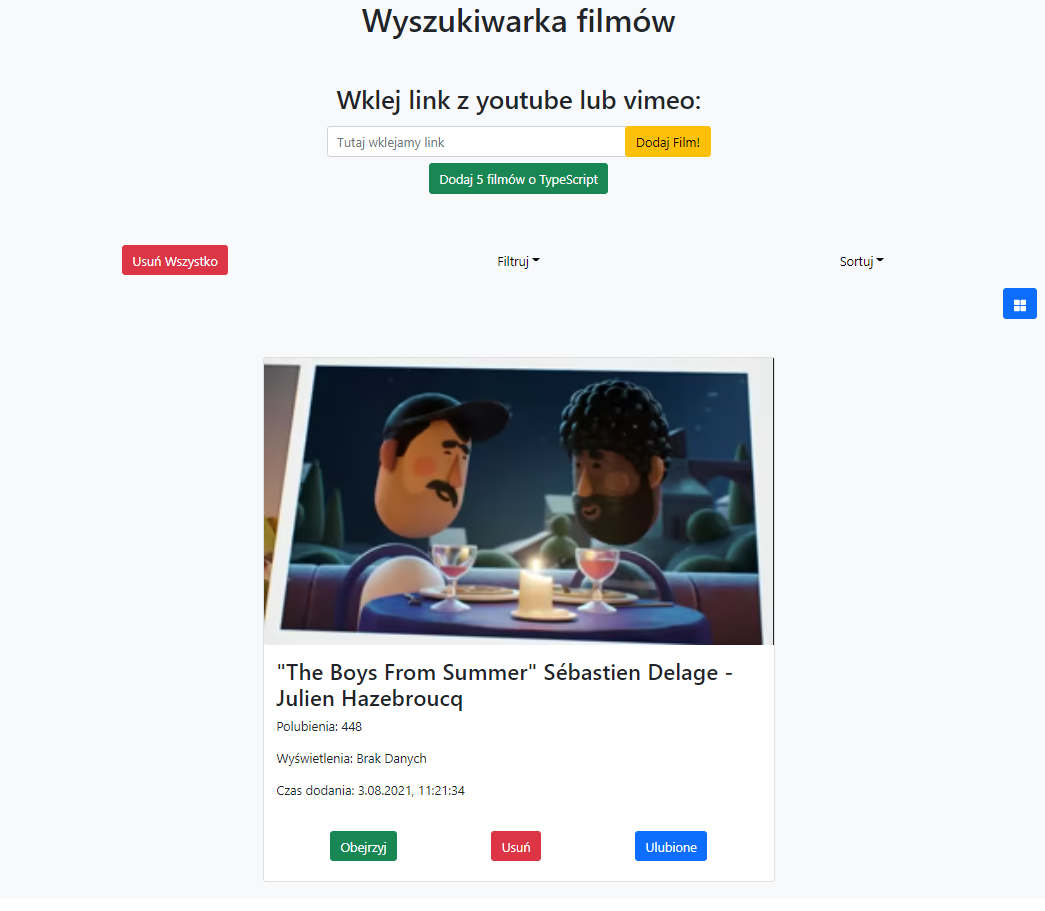 Wyszukiwarka filmów
Wklej link z youtube lub vimeo:
Tutaj wklejamy link
Dodaj Film!
Dodaj 5 filmów o TypeScript
Usuń Wszystko
Filtruj
Sortuj
"The Boys From Summer" Sébastien Delage -
Julien Hazebroucq
Polubienia: 448
Wyświetlenia: Brak Danych
Czas dodania: 3.08.2021, 11:21:34
Obejrzyj
Usuń
Ulubione